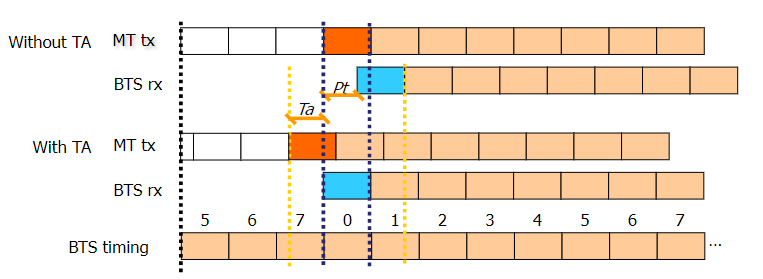 Without TA MT tx
BTS rx
Pt
Ta
With TA MT tx
BTS rx
5 6 7 0 1 2 3 4 5 6 7
BTS timing ...